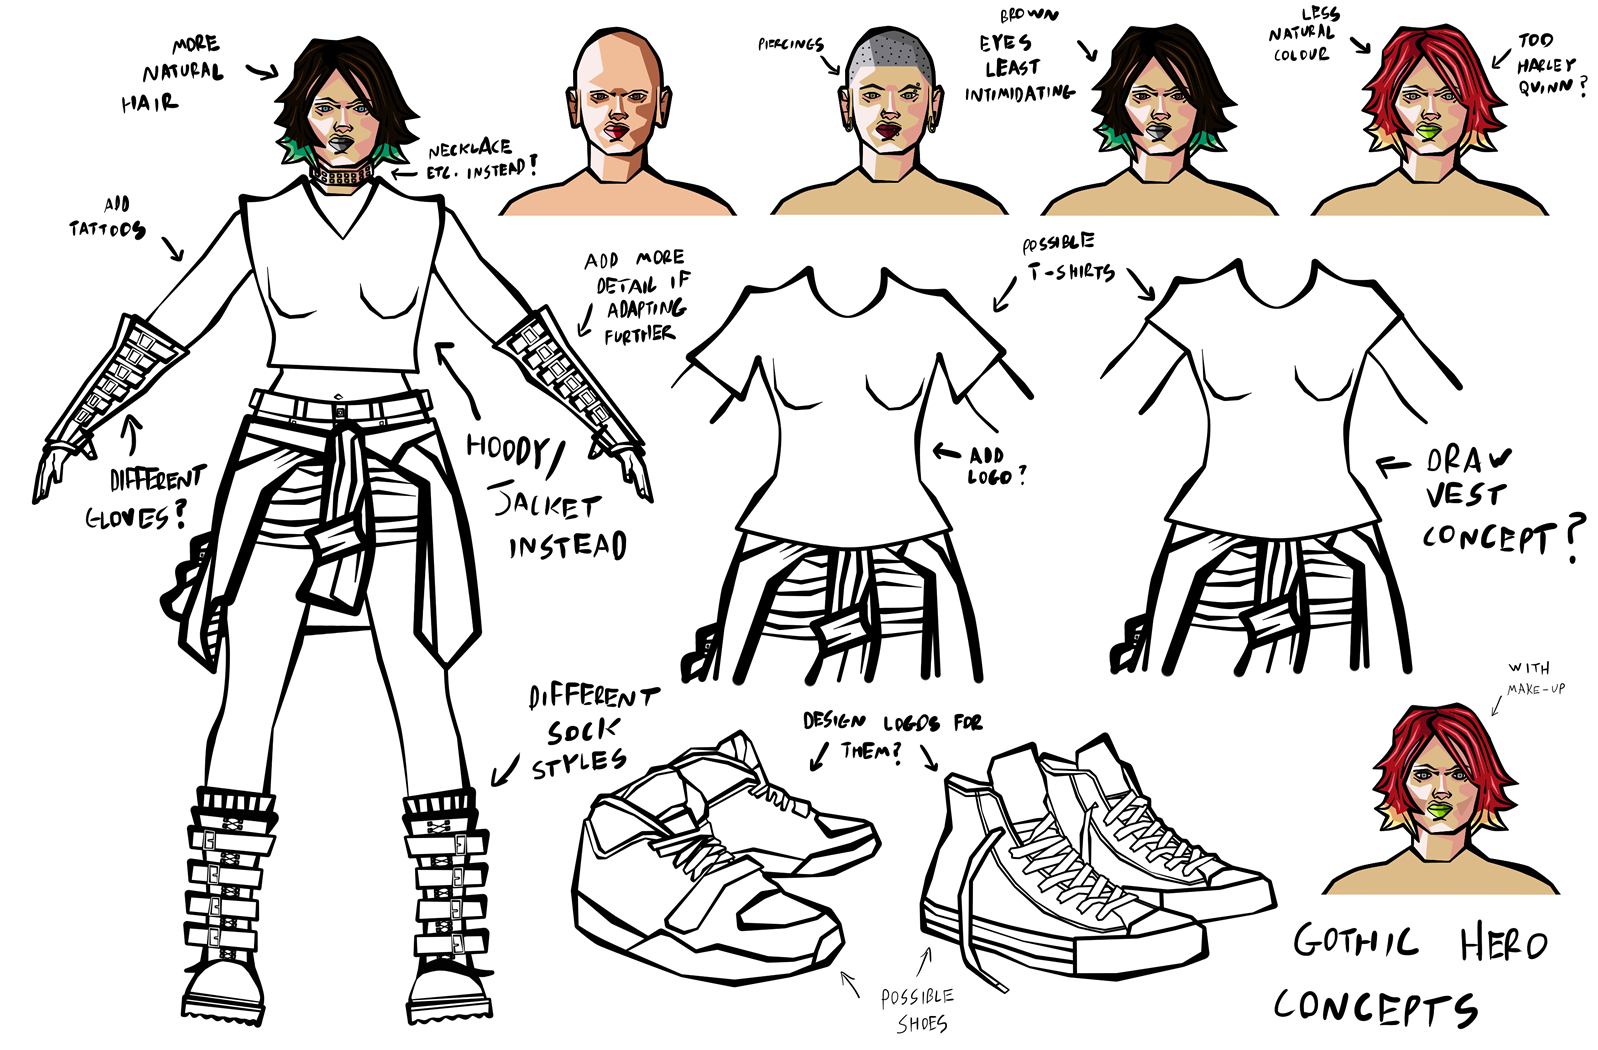 MORE
NATURAL
HAIR
NECKLACE
ETC. INSTEAD?
ADD
TATTOOS
ADD MORE
DETAIL IF
ADAPTING
FURTHER
DIFFERENT
GLOVES?
HOODY/
JACKET
INSTEAD
PIERCINGS
BROWN
EYES
LEAST
INTIMIDATING
LESS
NATURAL
COLOUR
TOO
HARLEY
QUINN?
POSSIBLE
T-SHIRTS
ADD
LOGO?
DRAW
VEST
CONCEPT?
DIFFERENT
SOCK
STYLES
DESIGN LOGOS FOR
THEM?
POSSIBLE
SHOES
WITH
MAKE-UP
GOTHIC HERO
CONCEPTS